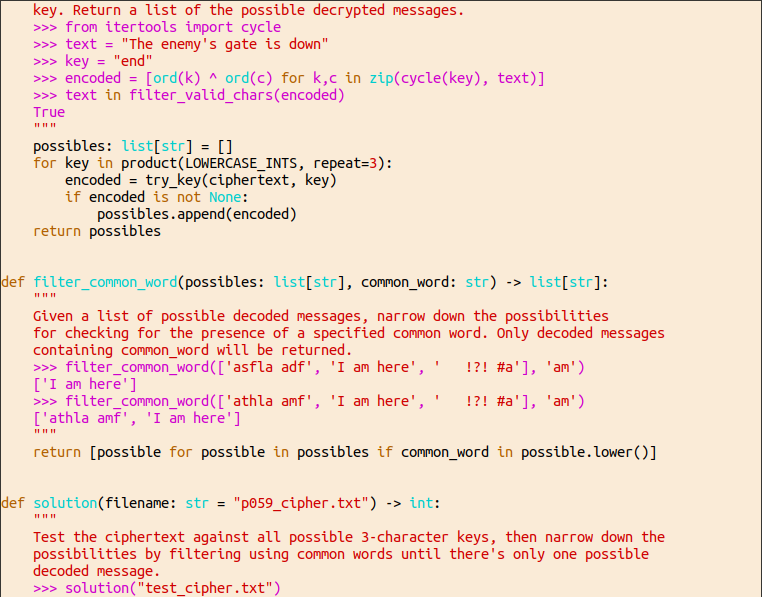 key. Return a list of the possible decrypted messages.
    >>> from itertools import cycle
    >>> text = "The enemy's gate is down"
    >>> key = "end"
    >>> encoded = [ord(k) ^ ord(c) for k,c in zip(cycle(key), text)]
    >>> text in filter_valid_chars(encoded)
    True
    """
    possibles: list[str] = []
    for key in product(LOWERCASE_INTS, repeat=3):
        encoded = try_key(ciphertext, key)
        if encoded is not None:
            possibles.append(encoded)
    return possibles
def filter_common_word(possibles: list[str], common_word: str) -> list[str]:
    """
    Given a list of possible decoded messages, narrow down the possibilities
    for checking for the presence of a specified common word. Only decoded messages
    containing common_word will be returned.
    >>> filter_common_word(['asfla adf', 'I am here', '   !?! #a'], 'am')
    ['I am here']
    >>> filter_common_word(['athla amf', 'I am here', '   !?! #a'], 'am')
    ['athla amf', 'I am here']
    """
    return [possible for possible in possibles if common_word in possible.lower()]
def solution(filename: str = "p059_cipher.txt") -> int:
    """
    Test the ciphertext against all possible 3-character keys, then narrow down the
    possibilities by filtering using common words until there's only one possible
    decoded message.
    >>> solution("test_cipher.txt")